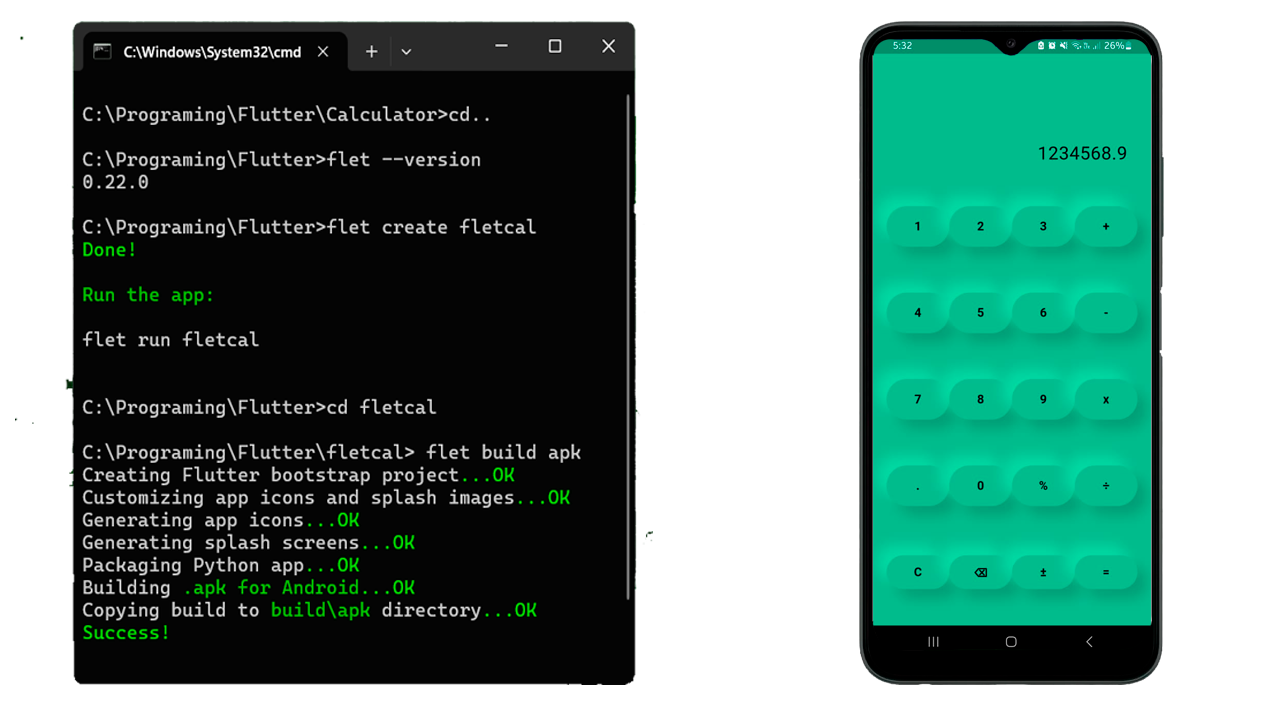 C:\Windows\System32\cmd
C:\Programing\Flutter\Calculator>cd..
C:\Programing\Flutter>flet --version
0.22.0
C:\Programing\Flutter>flet create fletcal
Done!
Run the app:
flet run fletcal
C:\Programing\Flutter>cd fletcal
C:\Programing\Flutter\fletcal> flet build apk
Creating Flutter bootstrap project...OK
Customizing app icons and splash images...OK
Generating app icons...OK
Generating splash screens...OK
Packaging Python app...OK
Building .apk for Android...OK
Copying build to build\apk directory...OK
Success!
5:32 26%
1234568.9
1 2 3 +
4 5 6 -
7 8 9 x
. 0 % ÷
C ⌫ ± =